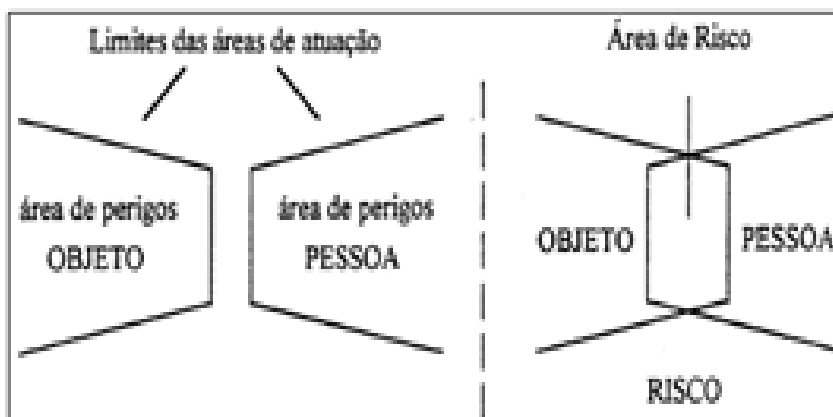 Limites das áreas de atuação
área de perigos
OBJETO
área de perigos
PESSOA
Área de Risco
OBJETO
PESSOA
RISCO